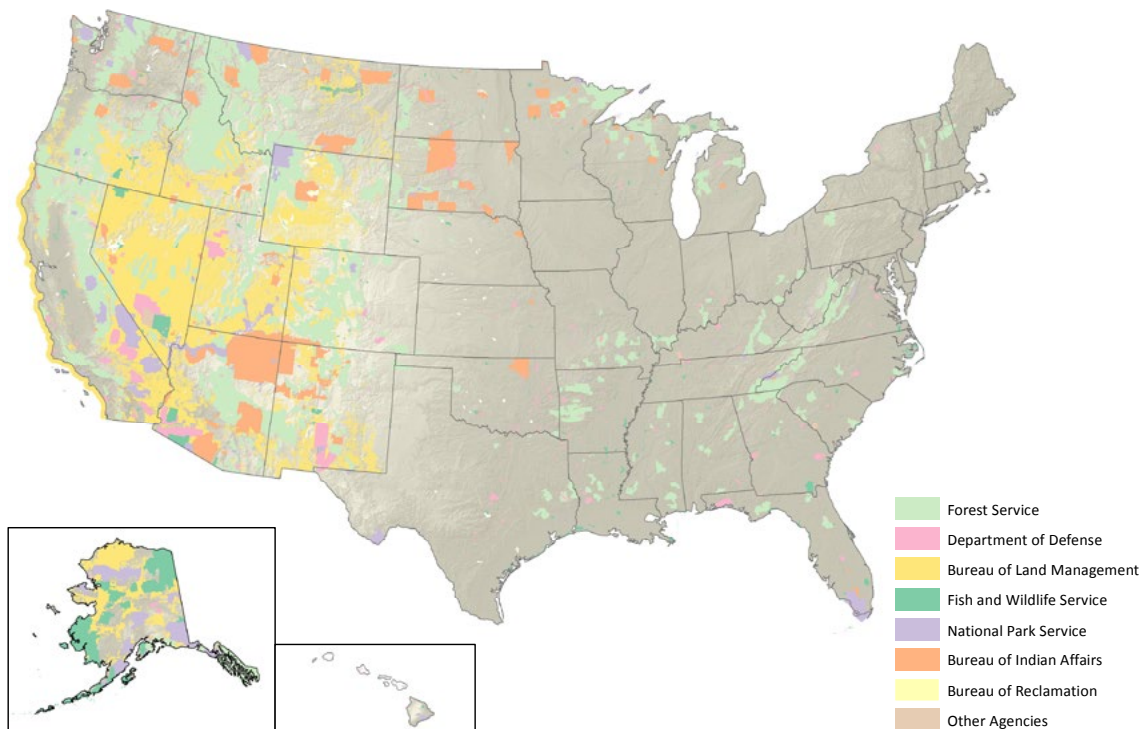 Forest Service
Department of Defense
Bureau of Land Management
Fish and Wildlife Service
National Park Service
Bureau of Indian Affairs
Bureau of Reclamation
Other Agencies